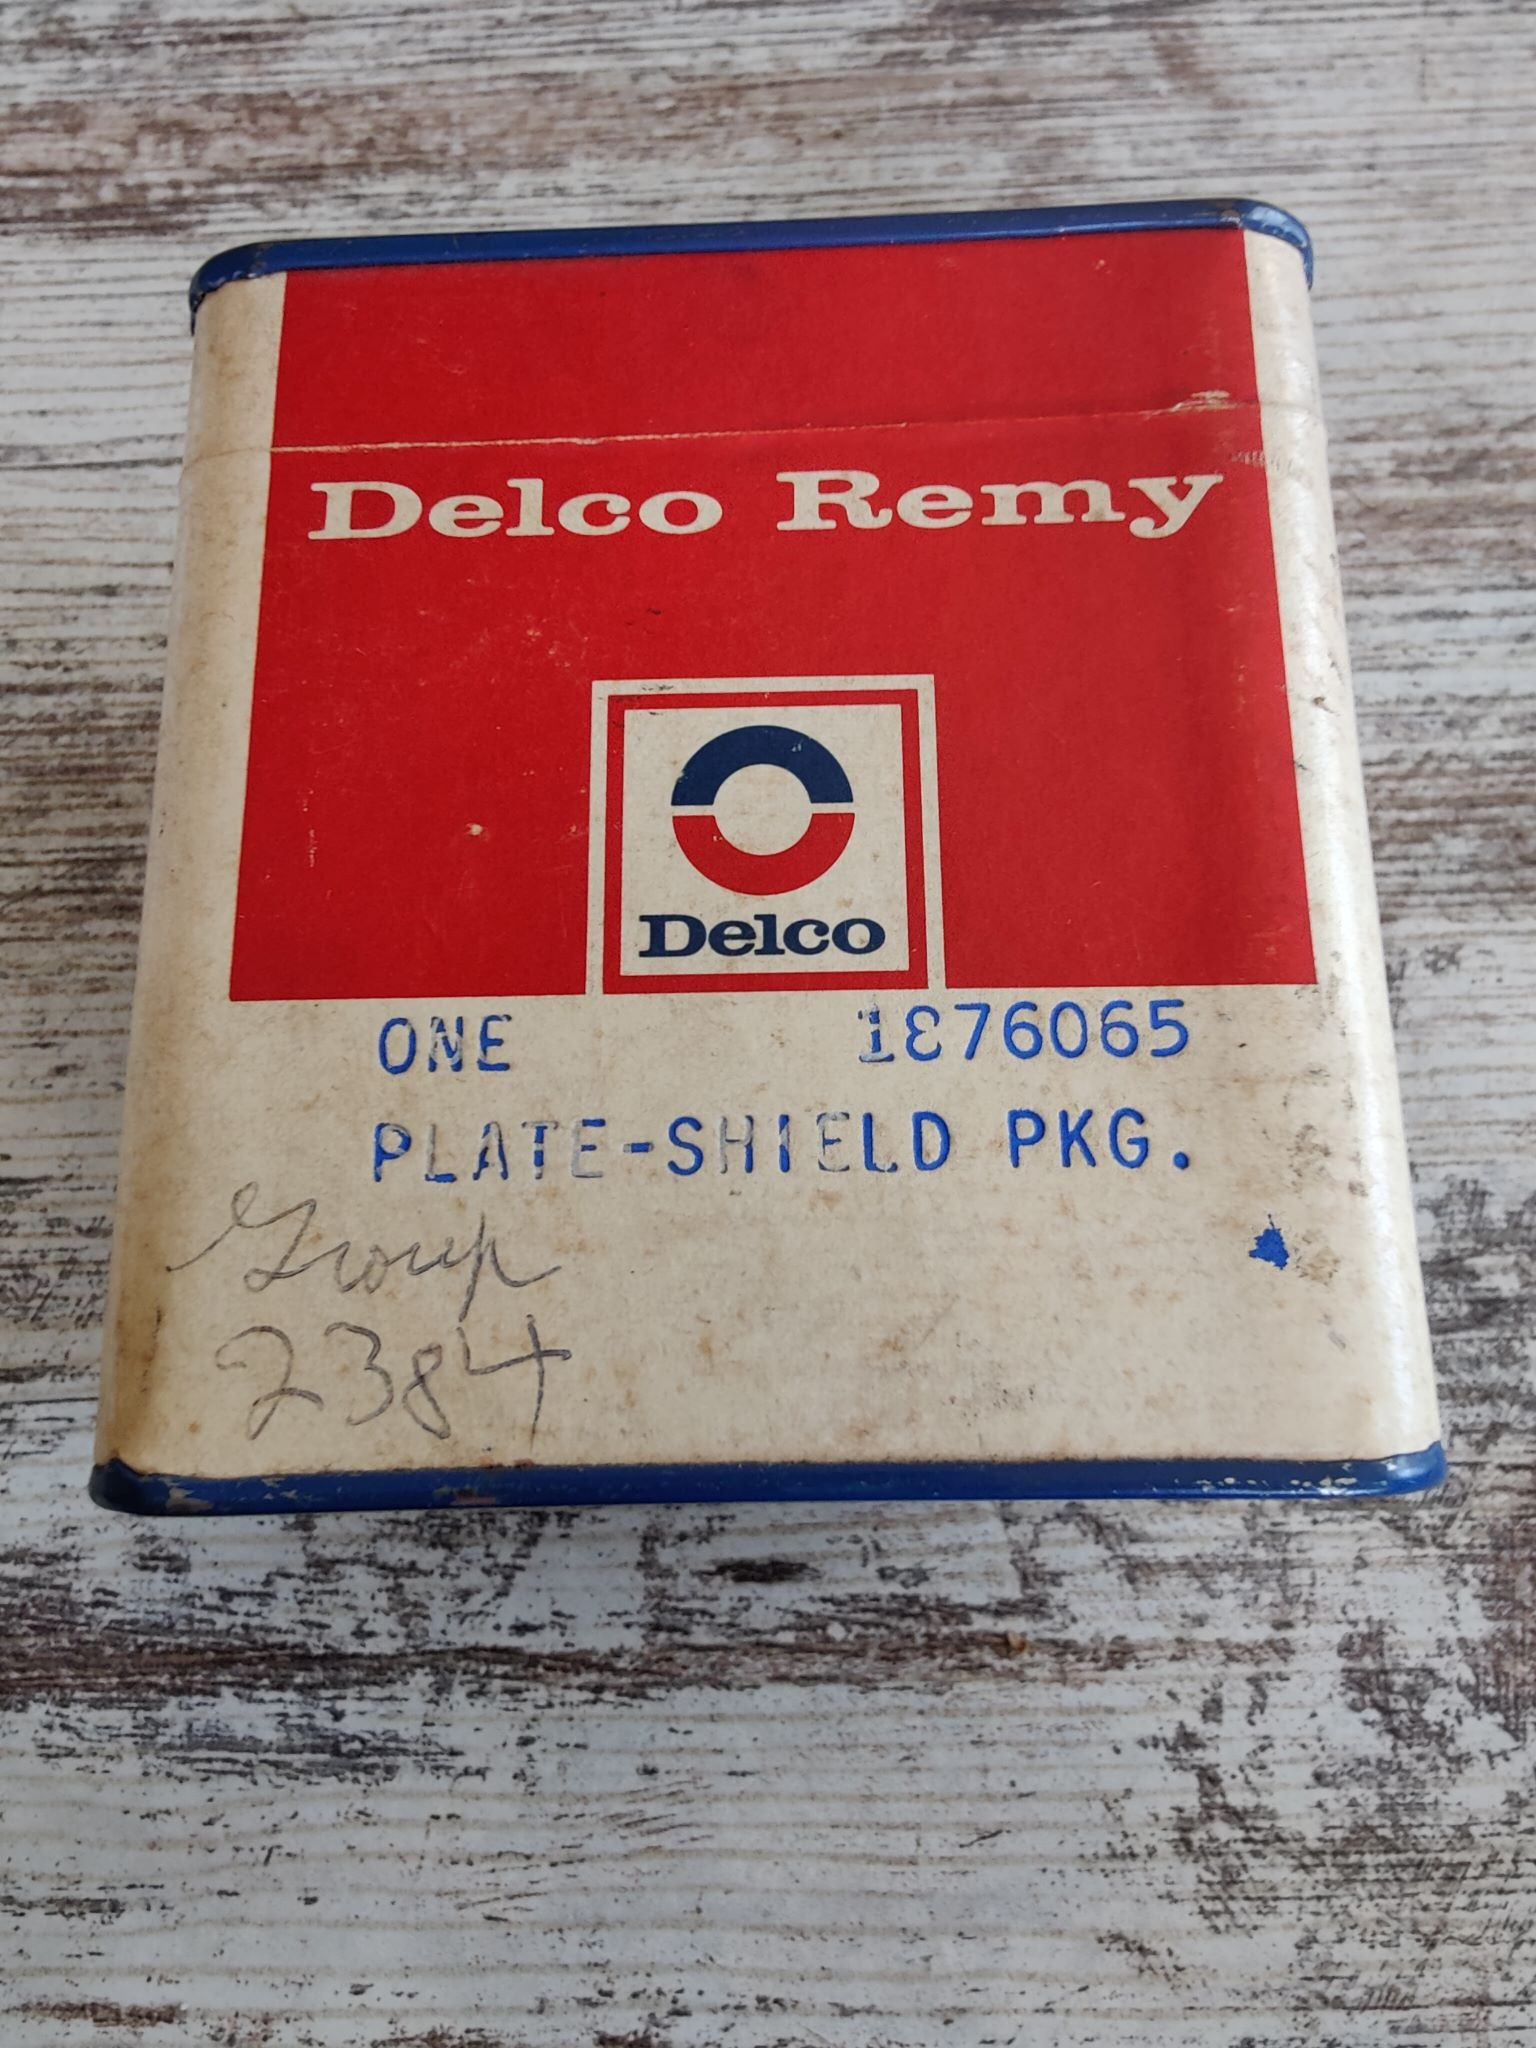 Delco Remy
Delco
ONE 1876065
PLATE-SHIELD PKG.
Group
2384